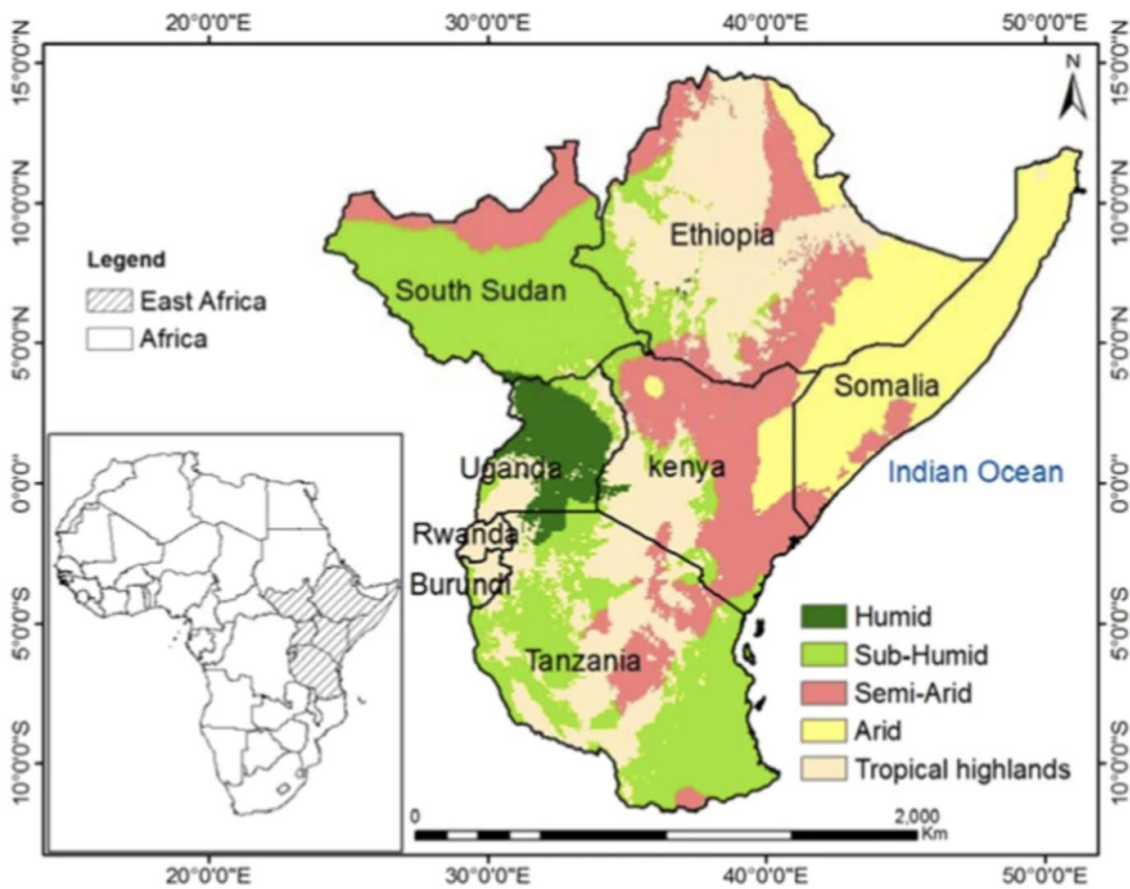 20°0'0"E 30°0'0"E 40°0'0"E 50°0'0"E
15°0'0"N
10°0'0"N
5°0'0"N
0°0'0"
5°0'0"S
10°0'0"S
N
15°0'0"N
10°0'0"N
5°0'0"N
0°0'0"
5°0'0"S
10°0'0"S
Ethiopia
South Sudan
Somalia
Uganda
kenya
Indian Ocean
Rwanda
Burundi
Tanzania
Legend
East Africa
Africa
Humid
Sub-Humid
Semi-Arid
Arid
Tropical highlands
0 2,000
Km
20°0'0"E 30°0'0"E 40°0'0"E 50°0'0"E